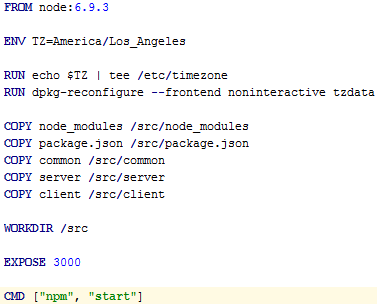 FROM node:6.9.3
ENV TZ=America/Los_Angeles
RUN echo $TZ | tee /etc/timezone
RUN dpkg-reconfigure --frontend noninteractive tzdata
COPY node_modules /src/node_modules
COPY package.json /src/package.json
COPY common /src/common
COPY server /src/server
COPY client /src/client
WORKDIR /src
EXPOSE 3000
CMD ["npm", "start"]